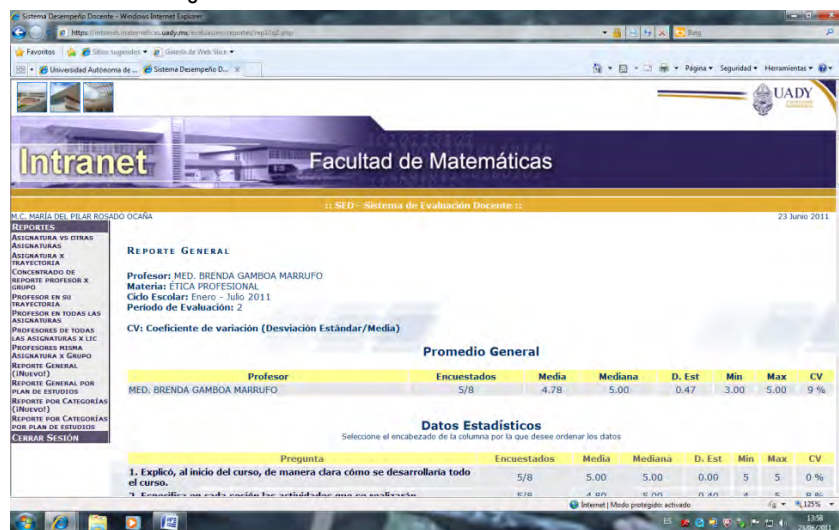 Sistema Desempeño Docente - Windows Internet Explorer
Bing
Favoritos Sitios sugeridos Galería de Web Slice
Universidad Autónoma de ... Sistema Desempeño D... Página Seguridad Herramientas
UADY
Intranet Facultad de Matemáticas
:: SED - Sistema de Evaluación Docente ::
M.C. MARÍA DEL PILAR ROSADO OCAÑA 23 Junio 2011
REPORTES
ASIGNATURA VS OTRAS
ASIGNATURAS
ASIGNATURA X
TRAYECTORIA
CONCENTRADO DE
REPORTE PROFESOR X
GRUPO
PROFESOR EN SU
TRAYECTORIA
PROFESOR EN TODAS LAS
ASIGNATURAS
PROFESORES DE TODAS
LAS ASIGNATURAS X LIC
PROFESORES MISMA
ASIGNATURA X GRUPO
REPORTE GENERAL
(¡NUEVO!)
REPORTE GENERAL POR
PLAN DE ESTUDIOS
REPORTE POR CATEGORÍAS
(¡NUEVO!)
REPORTE POR CATEGORÍAS
POR PLAN DE ESTUDIOS
CERRAR SESIÓN
REPORTE GENERAL
Profesor: MED. BRENDA GAMBOA MARRUFO
Materia: ÉTICA PROFESIONAL
Ciclo Escolar: Enero - Julio 2011
Periodo de Evaluación: 2
CV: Coeficiente de variación (Desviación Estándar/Media)
Promedio General
Profesor Encuestados Media Mediana D. Est Min Max CV
MED. BRENDA GAMBOA MARRUFO 5/8 4.78 5.00 0.47 3.00 5.00 9 %
Datos Estadísticos
Seleccione el encabezado de la columna por la que desee ordenar los datos
Pregunta Encuestados Media Mediana D. Est Min Max CV
1. Explicó, al inicio del curso, de manera clara cómo se desarrollaría todo
el curso. 5/8 5.00 5.00 0.00 5 5 0 %
Internet | Modo protegido: activado 125%
ES 13:58
23/06/2011